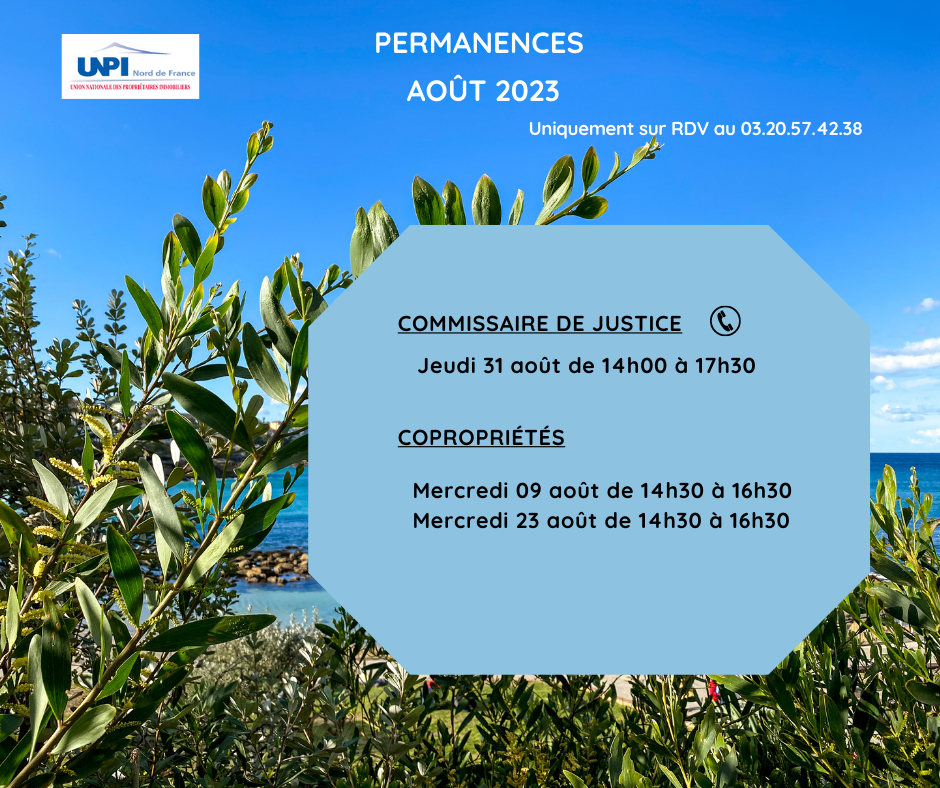 UNPI Nord de France
UNION NATIONALE DES PROPRIÉTAIRES IMMOBILIERS
PERMANENCES
AOÛT 2023
Uniquement sur RDV au 03.20.57.42.38
COMMISSAIRE DE JUSTICE
Jeudi 31 août de 14h00 à 17h30
COPROPRIÉTÉS
Mercredi 09 août de 14h30 à 16h30
Mercredi 23 août de 14h30 à 16h30